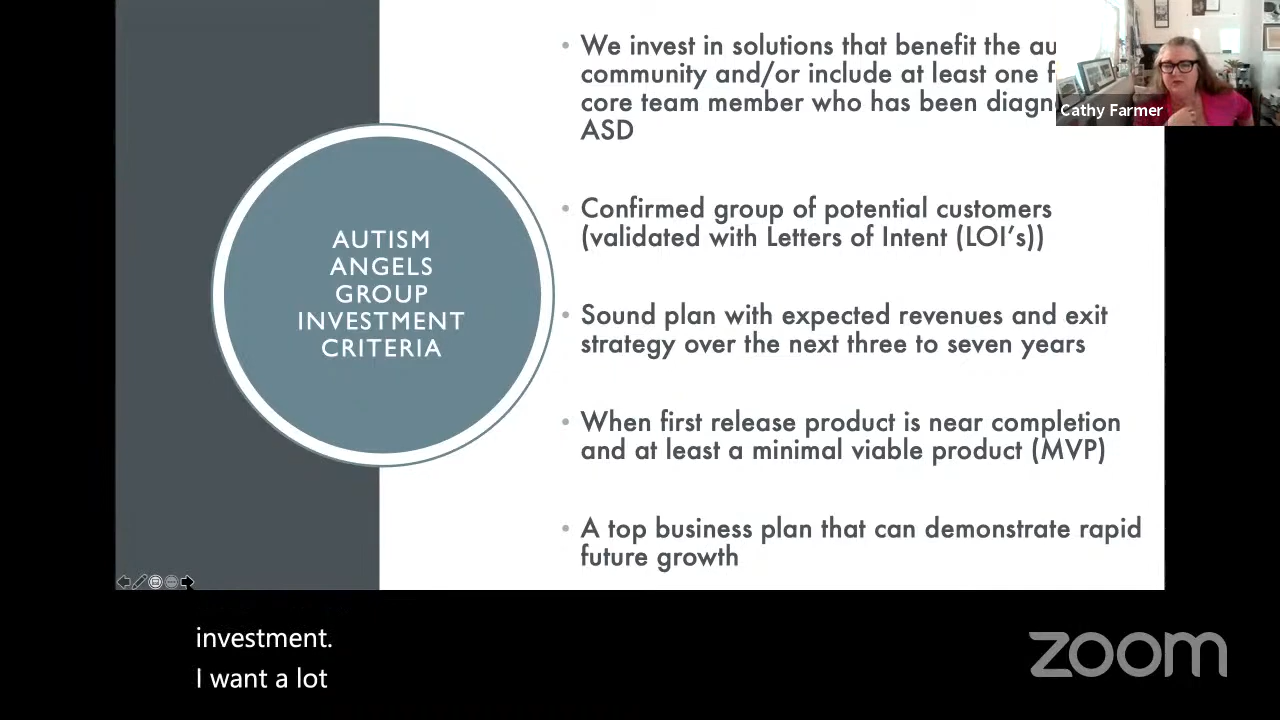 We invest in solutions that benefit the
community and/or include at least one
core team member who has been
ASD
Cathy Farmer
AUTISM
ANGELS
GROUP
INVESTMENT
CRITERIA
Confirmed group of potential customers
(validated with Letters of Intent (LOI’s))
Sound plan with expected revenues and exit
strategy over the next three to seven years
When first release product is near completion
and at least a minimal viable product (MVP)
A top business plan that can demonstrate rapid
future growth
investment.
I want a lot
zoom